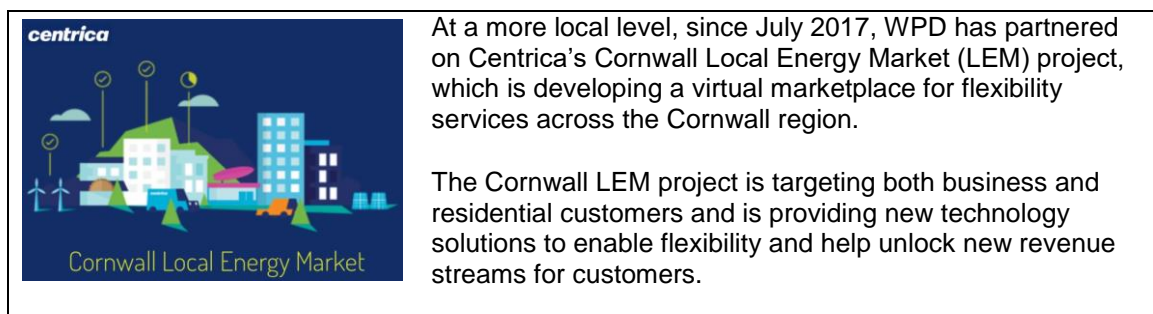 centrica
Cornwall Local Energy Market
At a more local level, since July 2017, WPD has partnered
on Centrica’s Cornwall Local Energy Market (LEM) project,
which is developing a virtual marketplace for flexibility
services across the Cornwall region.
The Cornwall LEM project is targeting both business and
residential customers and is providing new technology
solutions to enable flexibility and help unlock new revenue
streams for customers.